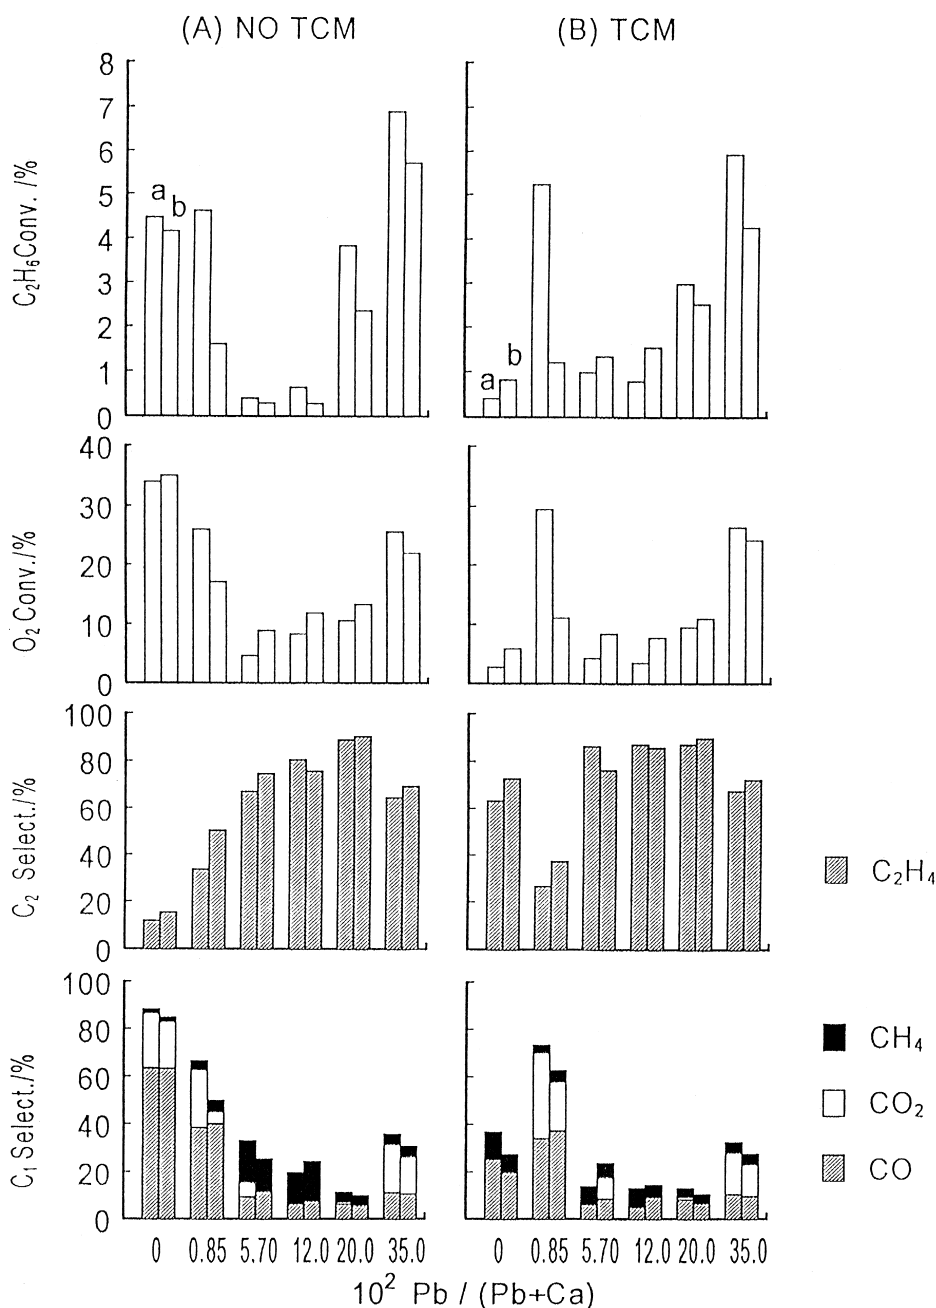 (A) NO TCM
(B) TCM
C₂H₆Conv. /%
8
7
6
5
4
3
2
1
0
a
b
a
b
O₂ Conv./%
40
30
20
10
0
C₂ Select./%
100
80
60
40
20
0
C₂H₄
C₁ Select./%
100
80
60
40
20
0
CH₄
CO₂
CO
0 0.85 5.70 12.0 20.0 35.0
0 0.85 5.70 12.0 20.0 35.0
10² Pb / (Pb+Ca)